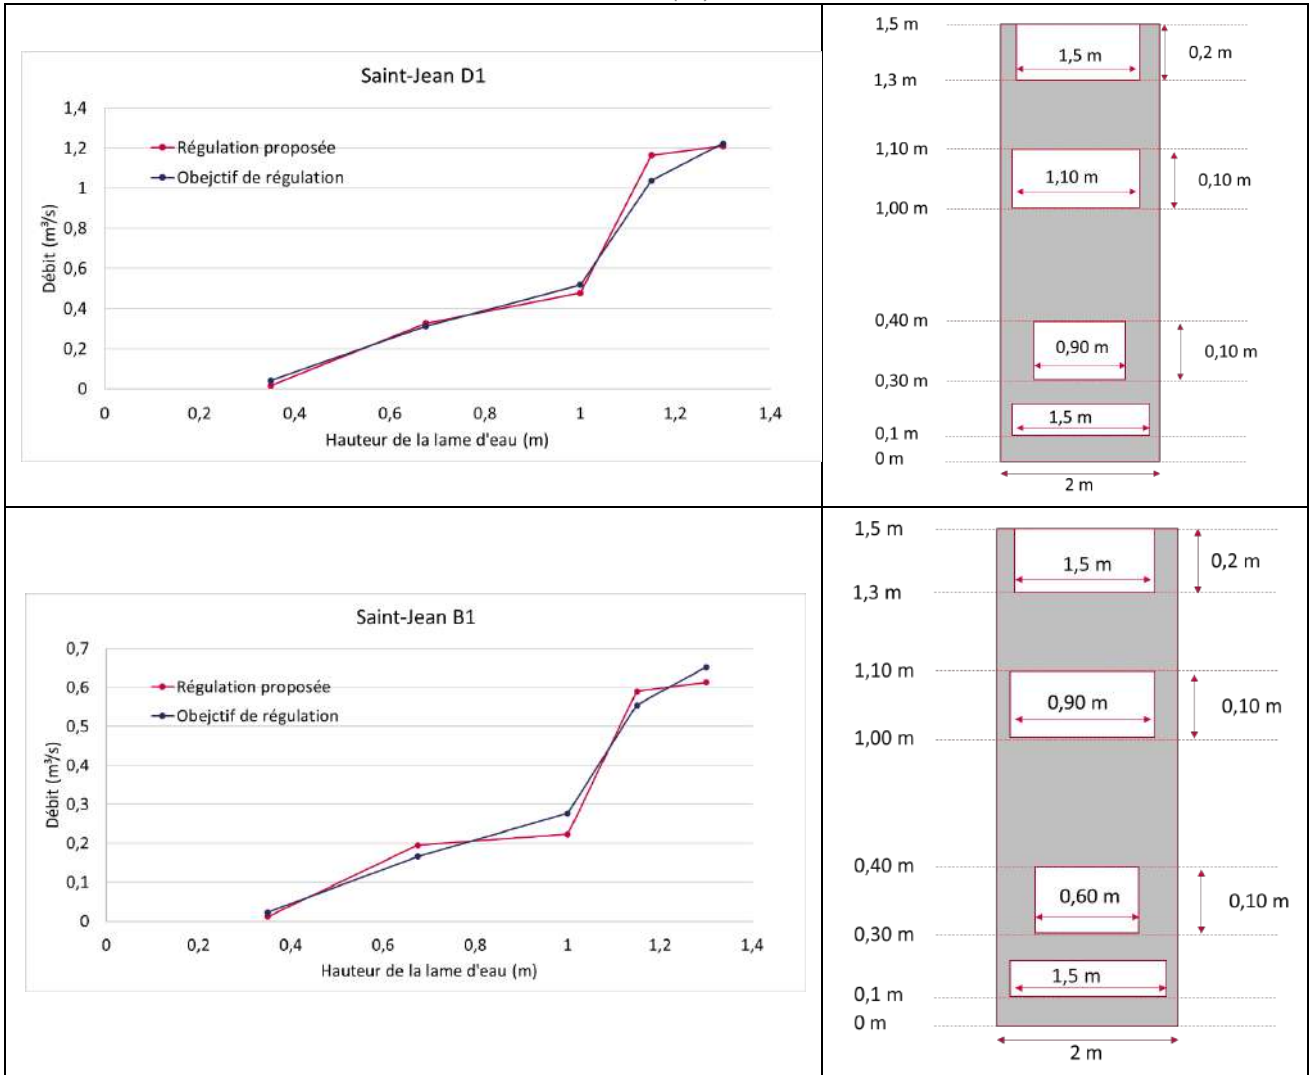 Saint-Jean D1
1,4
1,2
1
0,8
0,6
0,4
0,2
0
Débit (m³/s)
Régulation proposée
Obejctif de régulation
0 0,2 0,4 0,6 0,8 1 1,2 1,4
Hauteur de la lame d'eau (m)
1,5 m
1,5 m
0,2 m
1,3 m
1,10 m
1,10 m
0,10 m
1,00 m
0,40 m
0,90 m
0,10 m
0,30 m
1,5 m
0,1 m
0 m
2 m
Saint-Jean B1
0,7
0,6
0,5
0,4
0,3
0,2
0,1
0
Débit (m³/s)
Régulation proposée
Obejctif de régulation
0 0,2 0,4 0,6 0,8 1 1,2 1,4
Hauteur de la lame d'eau (m)
1,5 m
1,5 m
0,2 m
1,3 m
1,10 m
0,90 m
0,10 m
1,00 m
0,40 m
0,60 m
0,10 m
0,30 m
1,5 m
0,1 m
0 m
2 m